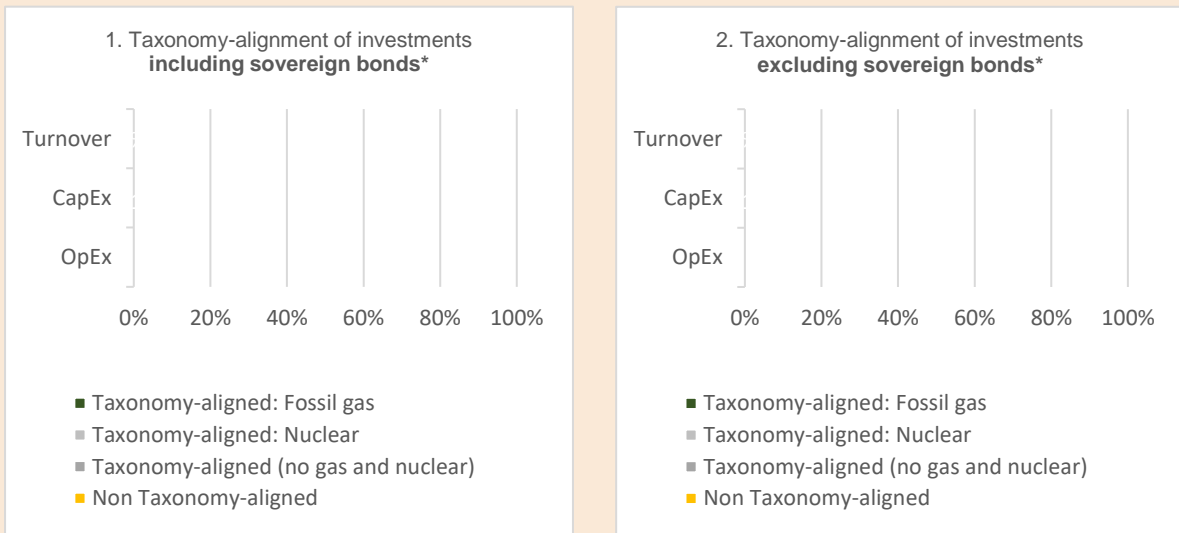 1. Taxonomy-alignment of investments
including sovereign bonds*
Turnover
CapEx
OpEx
0% 20% 40% 60% 80% 100%
Taxonomy-aligned: Fossil gas
Taxonomy-aligned: Nuclear
Taxonomy-aligned (no gas and nuclear)
Non Taxonomy-aligned
2. Taxonomy-alignment of investments
excluding sovereign bonds*
Turnover
CapEx
OpEx
0% 20% 40% 60% 80% 100%
Taxonomy-aligned: Fossil gas
Taxonomy-aligned: Nuclear
Taxonomy-aligned (no gas and nuclear)
Non Taxonomy-aligned